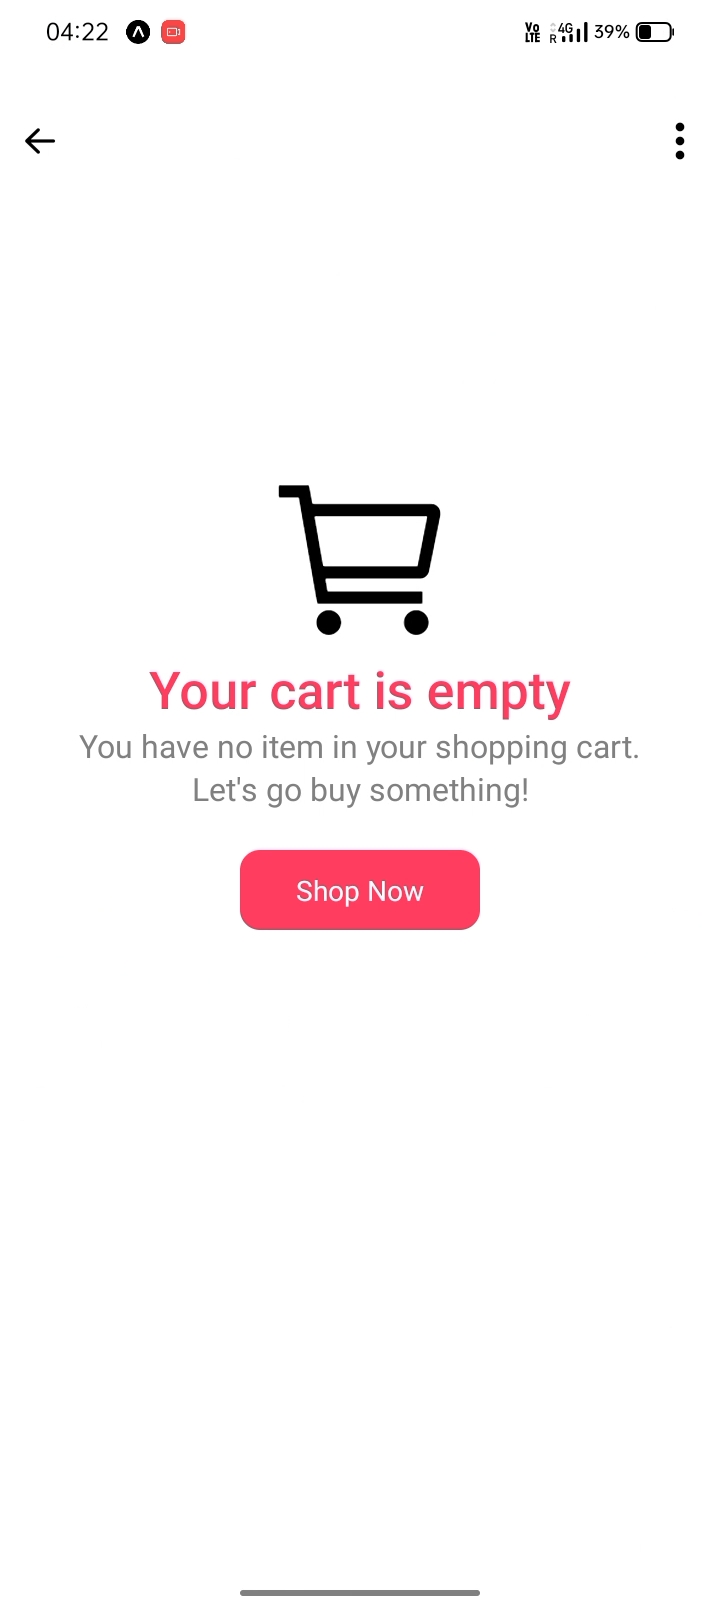 04:22
Vo LTE R 4G 39%
Your cart is empty
You have no item in your shopping cart.
Let's go buy something!
Shop Now